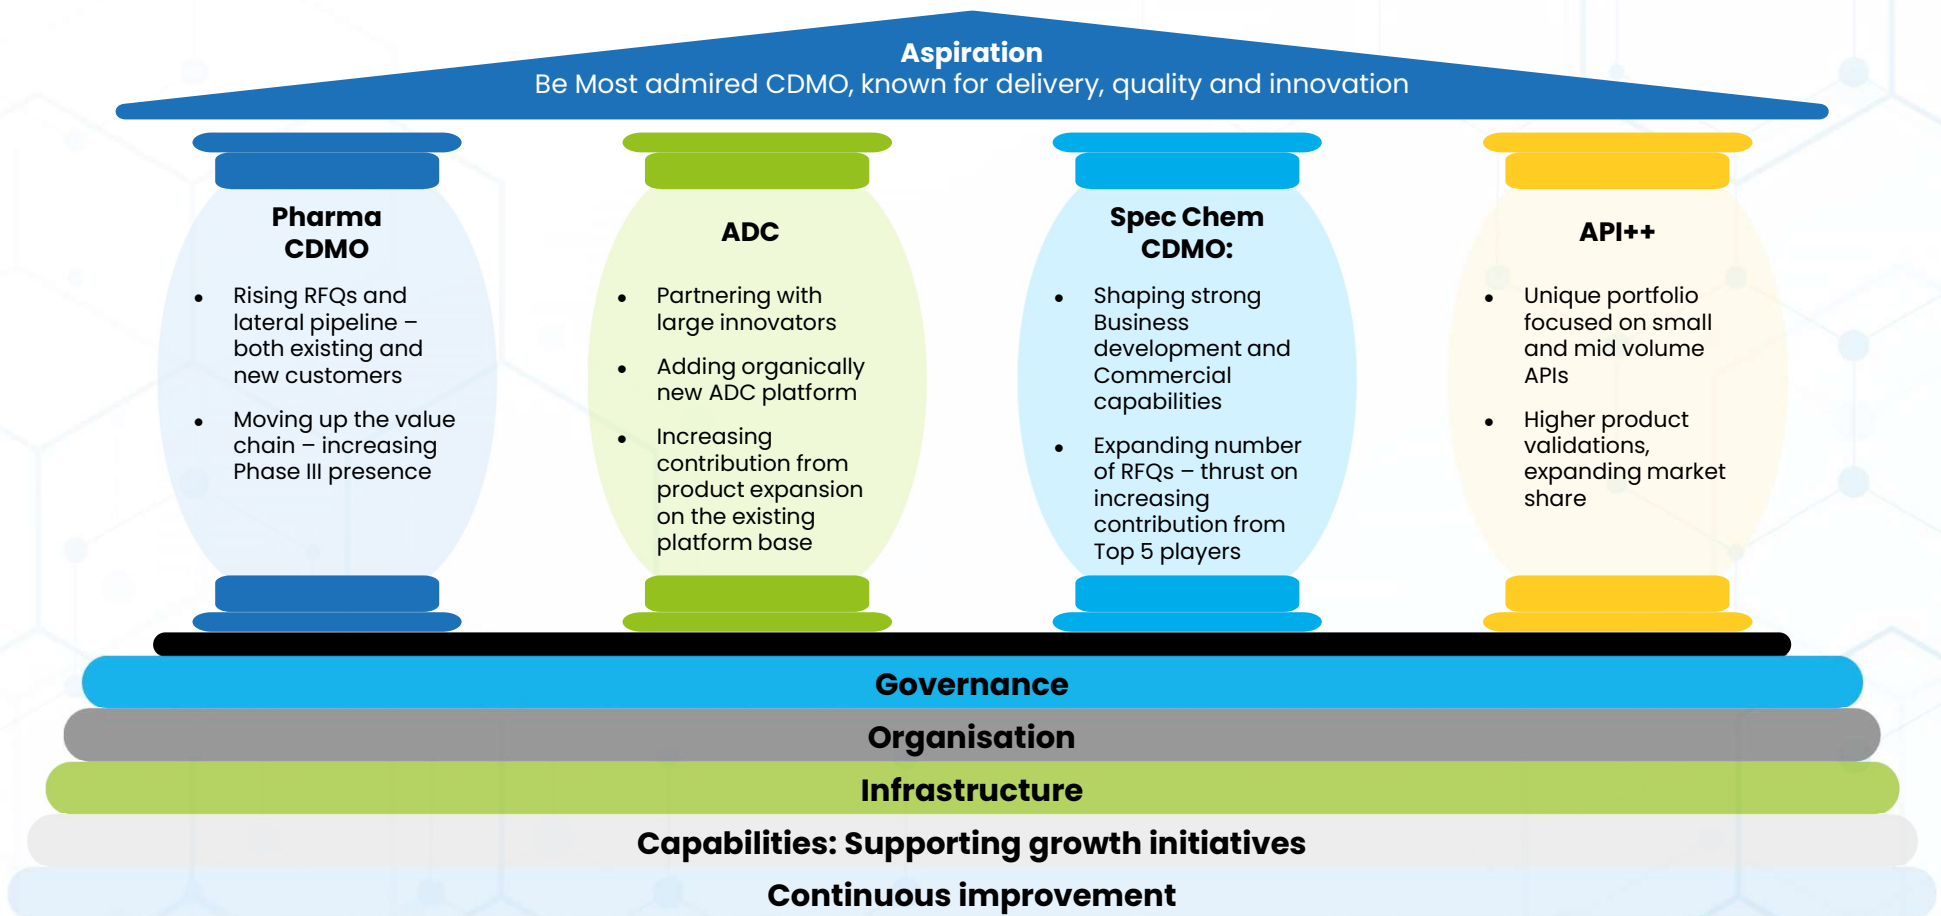 Aspiration
Be Most admired CDMO, known for delivery, quality and innovation
Pharma
CDMO
• Rising RFQs and
lateral pipeline –
both existing and
new customers
• Moving up the value
chain – increasing
Phase III presence
ADC
• Partnering with
large innovators
• Adding organically
new ADC platform
• Increasing
contribution from
product expansion
on the existing
platform base
Spec Chem
CDMO:
• Shaping strong
Business
development and
Commercial
capabilities
• Expanding number
of RFQs – thrust on
increasing
contribution from
Top 5 players
API++
• Unique portfolio
focused on small
and mid volume
APIs
• Higher product
validations,
expanding market
share
Governance
Organisation
Infrastructure
Capabilities: Supporting growth initiatives
Continuous improvement